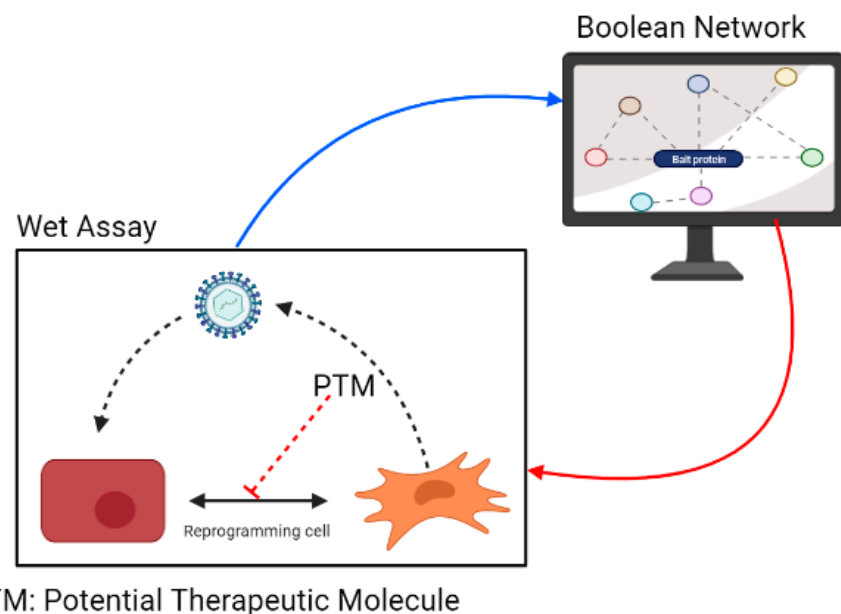 Boolean Network
Bait protein
Wet Assay
PTM
Reprogramming cell
TM: Potential Therapeutic Molecule